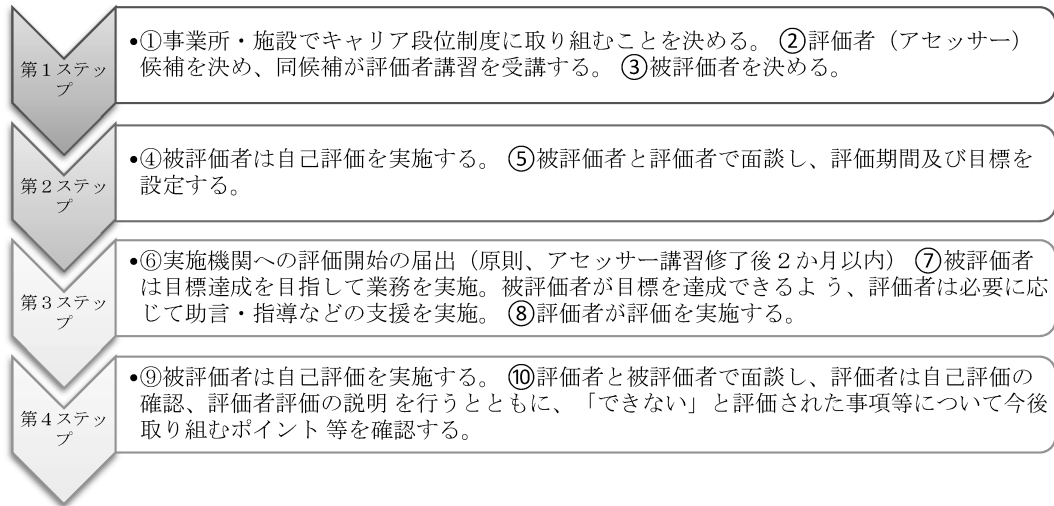 第１ステッ
プ
•①事業所・施設でキャリア段位制度に取り組むことを決める。 ②評価者（アセッサー）
候補を決め、同候補が評価者講習を受講する。 ③被評価者を決める。
第２ステッ
プ
•④被評価者は自己評価を実施する。 ⑤被評価者と評価者で面談し、評価期間及び目標を
設定する。
第３ステッ
プ
•⑥実施機関への評価開始の届出（原則、アセッサー講習修了後２か月以内） ⑦被評価者
は目標達成を目指して業務を実施。被評価者が目標を達成できるよ う、評価者は必要に応
じて助言・指導などの支援を実施。 ⑧評価者が評価を実施する。
第４ステッ
プ
•⑨被評価者は自己評価を実施する。 ⑩評価者と被評価者で面談し、評価者は自己評価の
確認、評価者評価の説明 を行うとともに、「できない」と評価された事項等について今後
取り組むポイント 等を確認する。